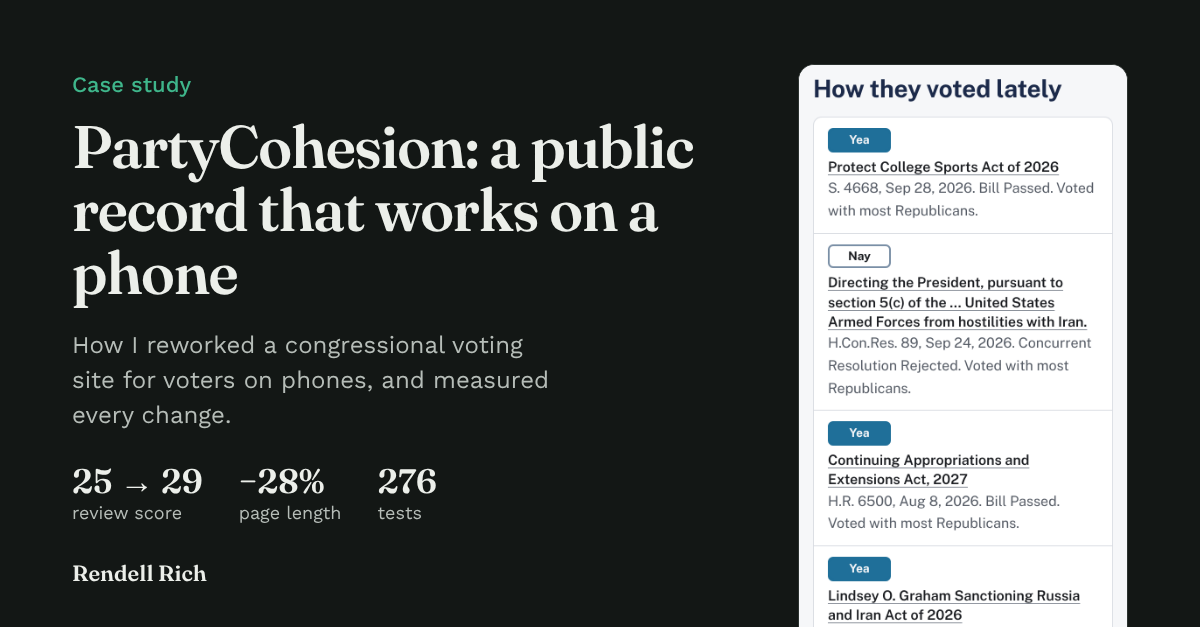 Case study
PartyCohesion: a public
record that works on a
phone
How I reworked a congressional voting
site for voters on phones, and measured
every change.
25 → 29
review score
−28%
page length
276
tests
Rendell Rich
How they voted lately
Yea
Protect College Sports Act of 2026
S. 4668, Sep 28, 2026. Bill Passed. Voted
with most Republicans.
Nay
Directing the President, pursuant to
section 5(c) of the ... United States
Armed Forces from hostilities with Iran.
H.Con.Res. 89, Sep 24, 2026. Concurrent
Resolution Rejected. Voted with most
Republicans.
Yea
Continuing Appropriations and
Extensions Act, 2027
H.R. 6500, Aug 8, 2026. Bill Passed.
Voted with most Republicans.
Yea
Lindsey O. Graham Sanctioning Russia
and Iran Act of 2026